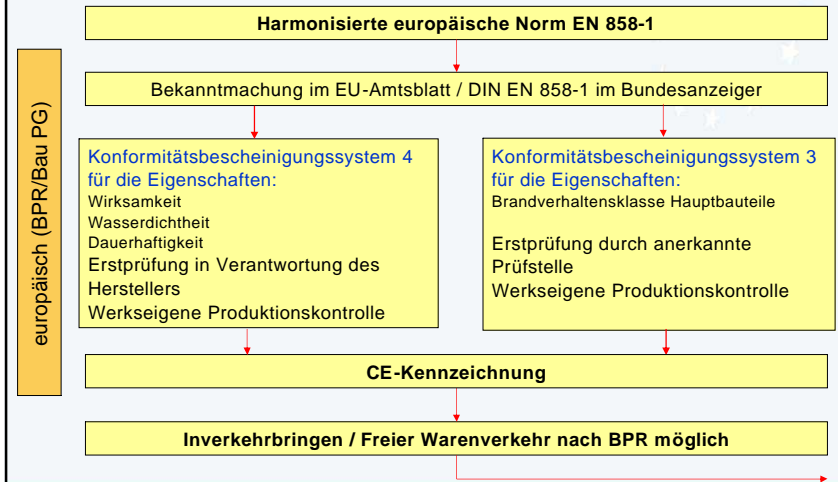 Harmonisierte europäische Norm EN 858-1
europäisch (BPR/Bau PG)
Bekanntmachung im EU-Amtsblatt / DIN EN 858-1 im Bundesanzeiger
Konformitätsbescheinigungssystem 4
für die Eigenschaften:
Wirksamkeit
Wasserdichtheit
Dauerhaftigkeit
Erstprüfung in Verantwortung des
Herstellers
Werkseigene Produktionskontrolle
Konformitätsbescheinigungssystem 3
für die Eigenschaften:
Brandverhaltensklasse Hauptbauteile
Erstprüfung durch anerkannte
Prüfstelle
Werkseigene Produktionskontrolle
CE-Kennzeichnung
Inverkehrbringen / Freier Warenverkehr nach BPR möglich